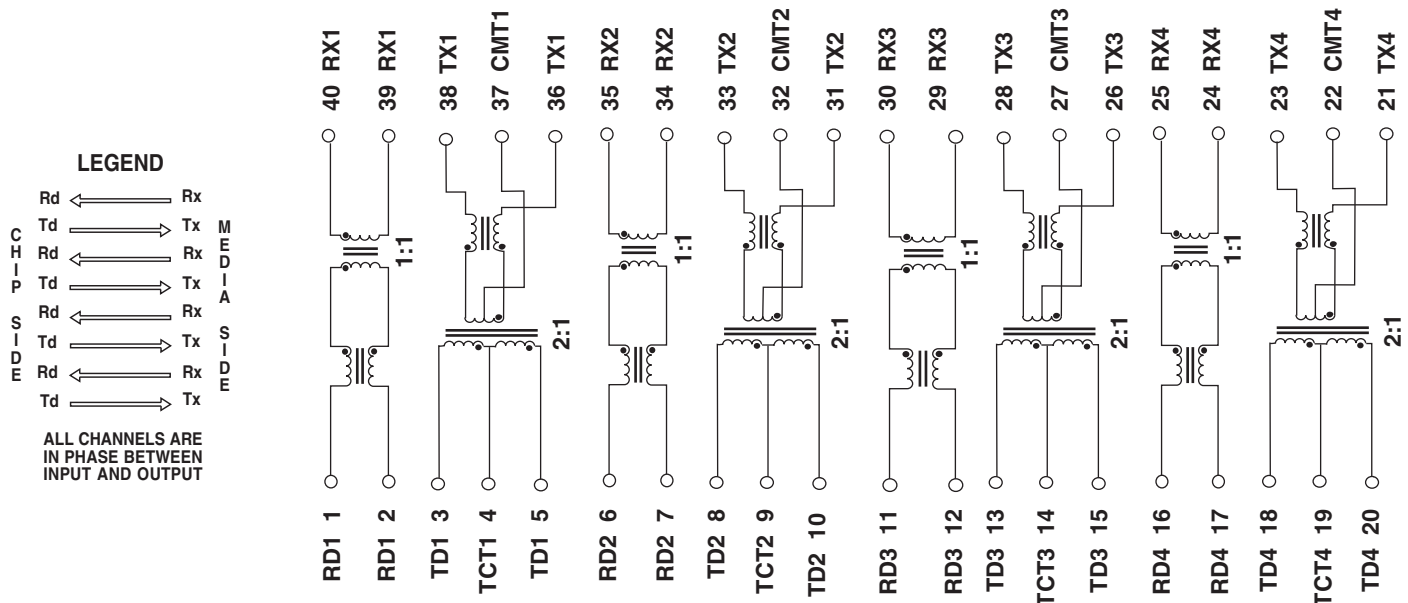 40 RX1
39 RX1
38 TX1
37 CMT1
36 TX1
35 RX2
34 RX2
33 TX2
32 CMT2
31 TX2
30 RX3
29 RX3
28 TX3
27 CMT3
26 TX3
25 RX4
24 RX4
23 TX4
22 CMT4
21 TX4
LEGEND
Rd Rx
Td Tx
Rd Rx
Td Tx
Rd Rx
Td Tx
Rd Rx
Td Tx
CHIP SIDE
MEDIA SIDE
ALL CHANNELS ARE
IN PHASE BETWEEN
INPUT AND OUTPUT
1:1
2:1
1:1
2:1
1:1
2:1
1:1
2:1
RD1 1
RD1 2
TD1 3
TCT1 4
TD1 5
RD2 6
RD2 7
TD2 8
TCT2 9
TD2 10
RD3 11
RD3 12
TD3 13
TCT3 14
TD3 15
RD4 16
RD4 17
TD4 18
TCT4 19
TD4 20